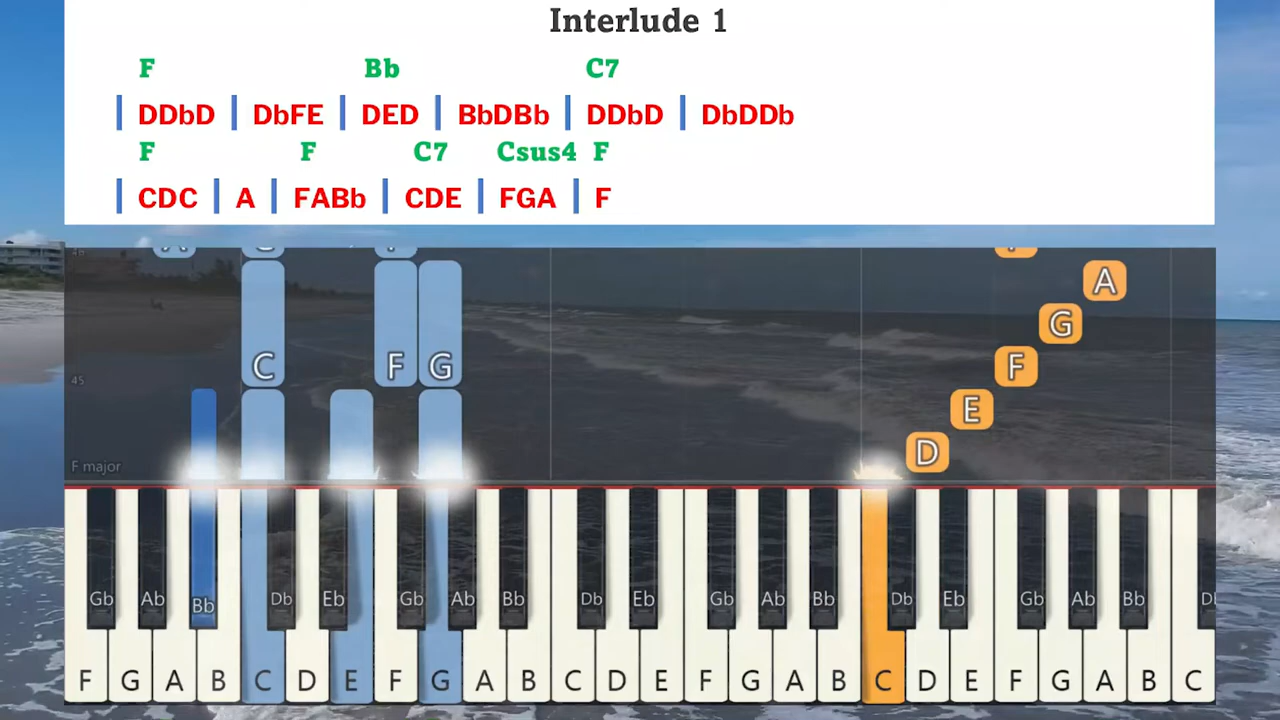 Interlude 1
F Bb C7
| DDbD | DbFE | DED | BbDBb | DDbD | DbDDb
F F C7 Csus4 F
| CDC | A | FABb | CDE | FGA | F
A
G
C F G F
45
E
D
F major
Gb Ab Bb Db Eb Gb Ab Bb Db Eb Gb Ab Bb Db Eb Gb Ab Bb
F G A B C D E F G A B C D E F G A B C D E F G A B C